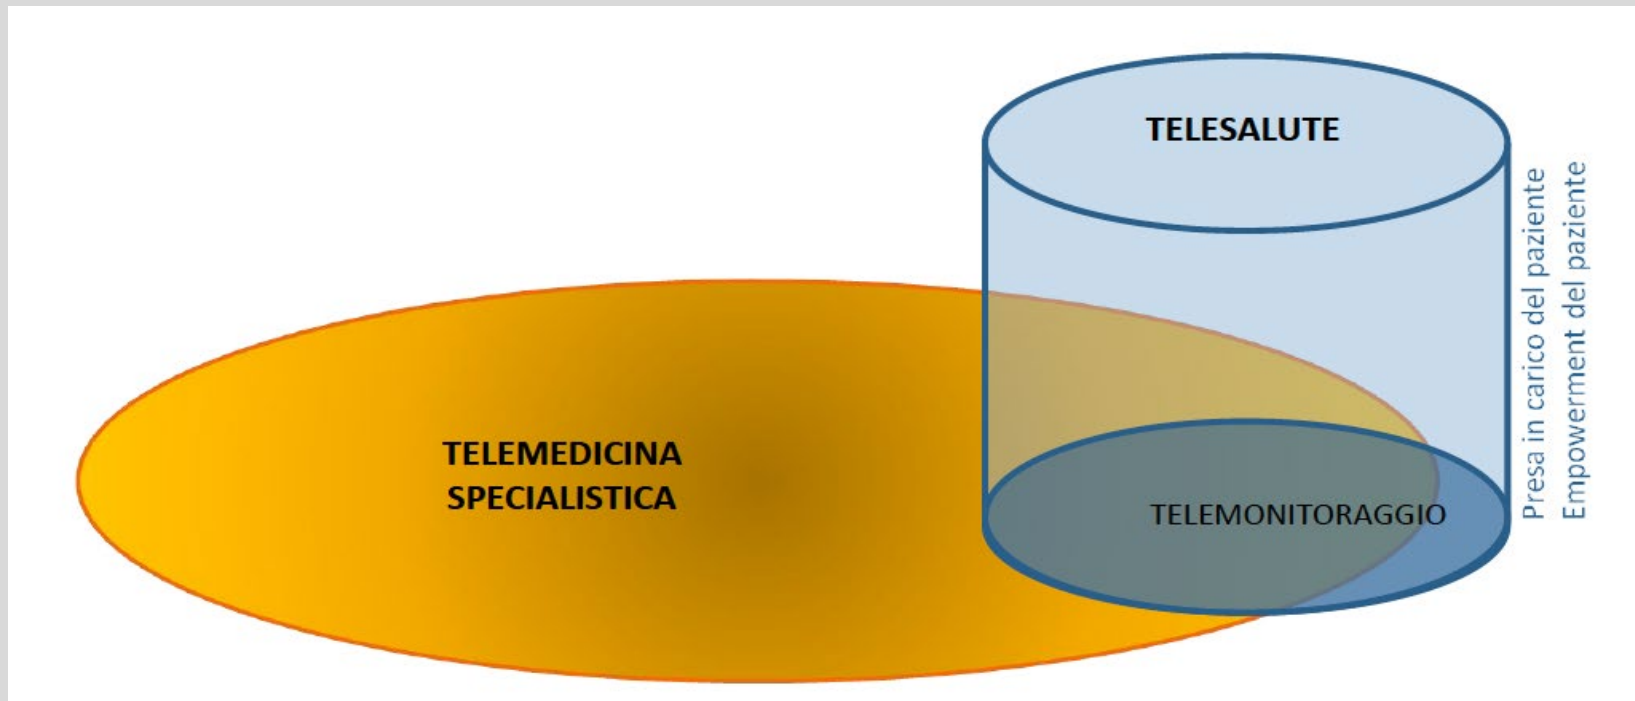 TELESALUTE
TELEMEDICINA
SPECIALISTICA
TELEMONITORAGGIO
Presa in carico del paziente
Empowerment del paziente